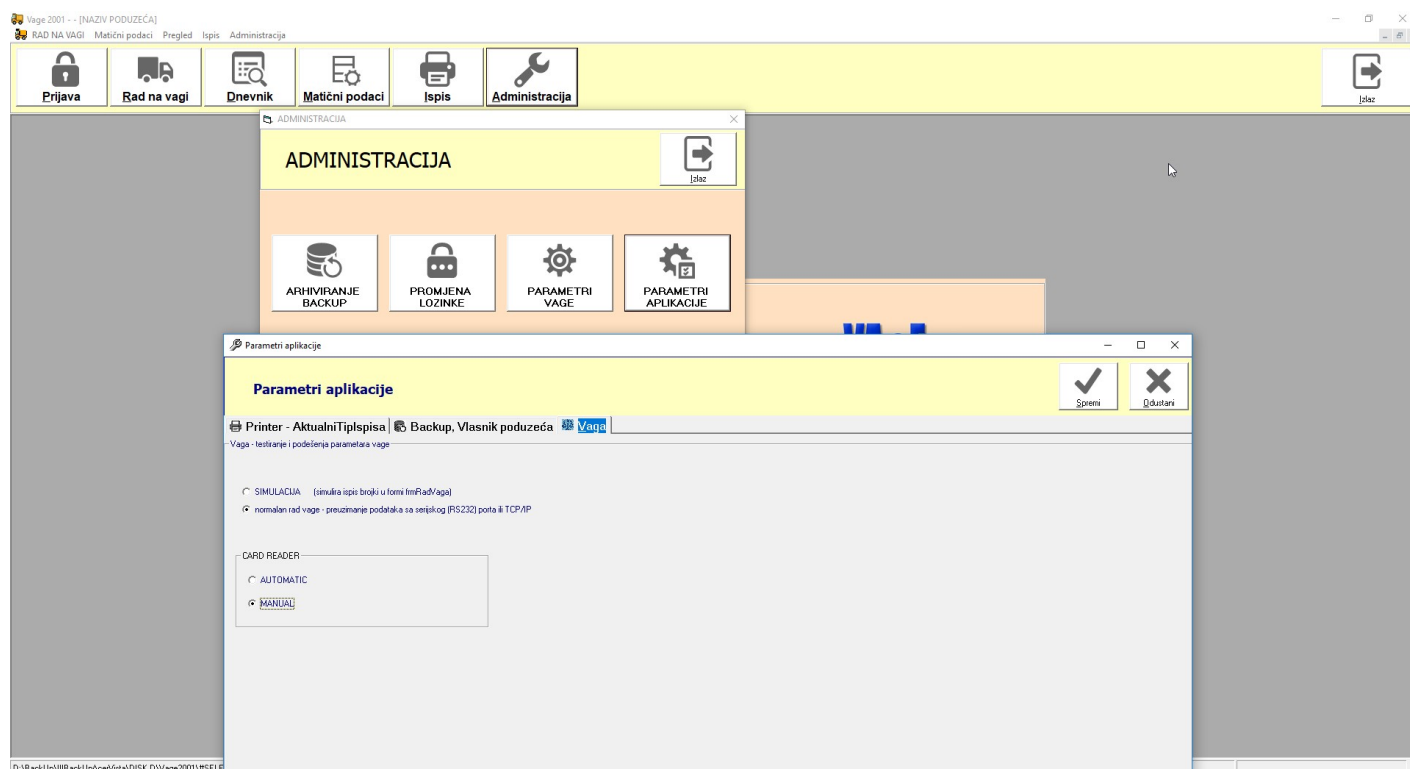 Vage 2001 - - [NAZIV PODUZEĆA]
RAD NA VAGI Matični podaci Pregled Ispis Administracija
Prijava Rad na vagi Dnevnik Matični podaci Ispis Administracija Izlaz
ADMINISTRACIJA
ADMINISTRACIJA
Izlaz
ARHIVIRANJE BACKUP
PROMJENA LOZINKE
PARAMETRI VAGE
PARAMETRI APLIKACIJE
Parametri aplikacije
Parametri aplikacije
Spremi Odustani
Printer - AktualniTipIspisa Backup, Vlasnik poduzeća Vaga
Vaga - testiranje i podešenja parametara vage
SIMULACIJA (simulira ispis brojki u formi frmRadVaga)
normalan rad vage - preuzimanje podataka sa serijskog (RS232) porta ili TCP/IP
CARD READER
AUTOMATIC
MANUAL